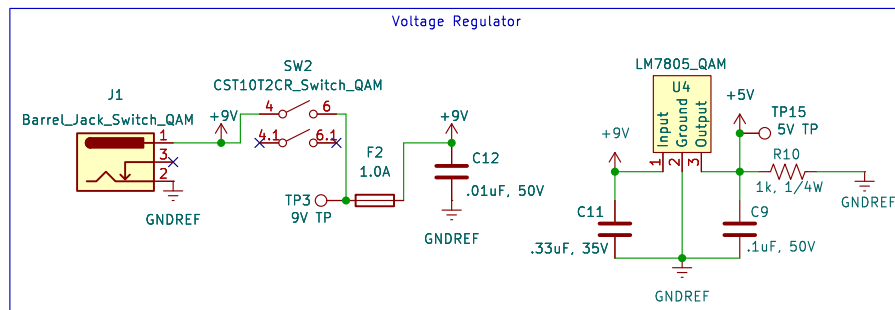 Voltage Regulator
J1
Barrel_Jack_Switch_QAM
1
3
2
GNDREF
+9V
SW2
CST10T2CR_Switch_QAM
4
6
4.1
6.1
TP3
9V TP
F2
1.0A
+9V
C12
.01uF, 50V
GNDREF
LM7805_QAM
U4
Input
Ground
Output
1
2
3
+9V
C11
.33uF, 35V
GNDREF
+5V
TP15
5V TP
R10
1k, 1/4W
GNDREF
C9
.1uF, 50V